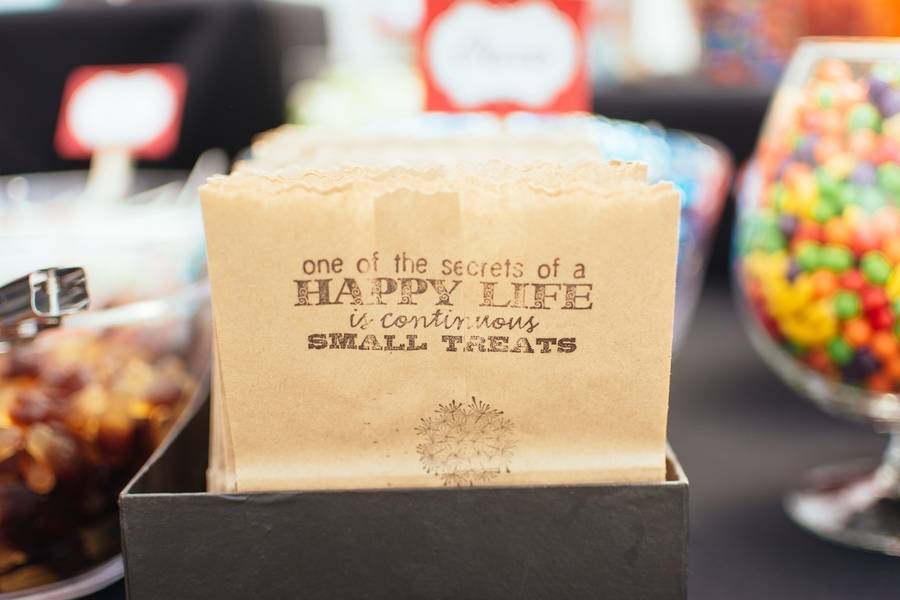 one of the secrets of a
HAPPY LIFE
is continuous
SMALL TREATS